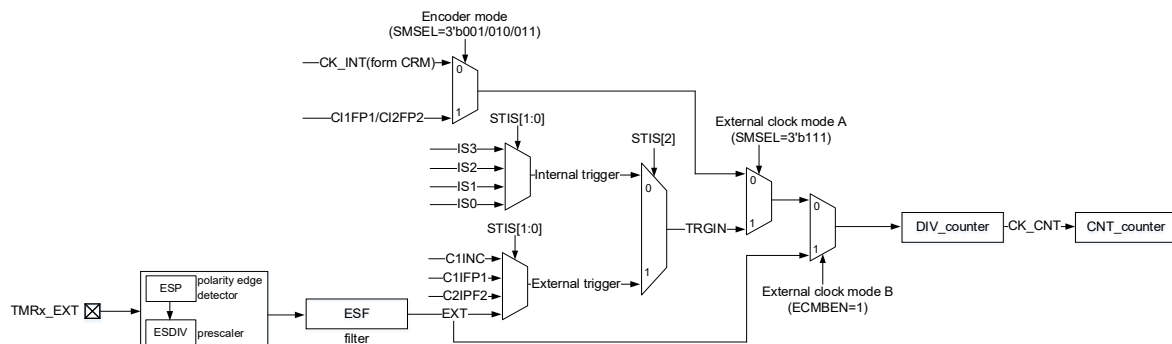 Encoder mode
(SMSEL=3'b001/010/011)
CK_INT(form CRM)
0
1
CI1FP1/CI2FP2
STIS[1:0]
External clock mode A
(SMSEL=3'b111)
IS3
IS2
IS1
IS0
Internal trigger
STIS[2]
0
1
TRGIN
0
1
0
1
DIV_counter
CK_CNT
CNT_counter
STIS[1:0]
C1INC
C1IFP1
C2IPF2
EXT
External trigger
External clock mode B
(ECMBEN=1)
TMRx_EXT
ESP
polarity edge
detector
ESDIV
prescaler
ESF
filter